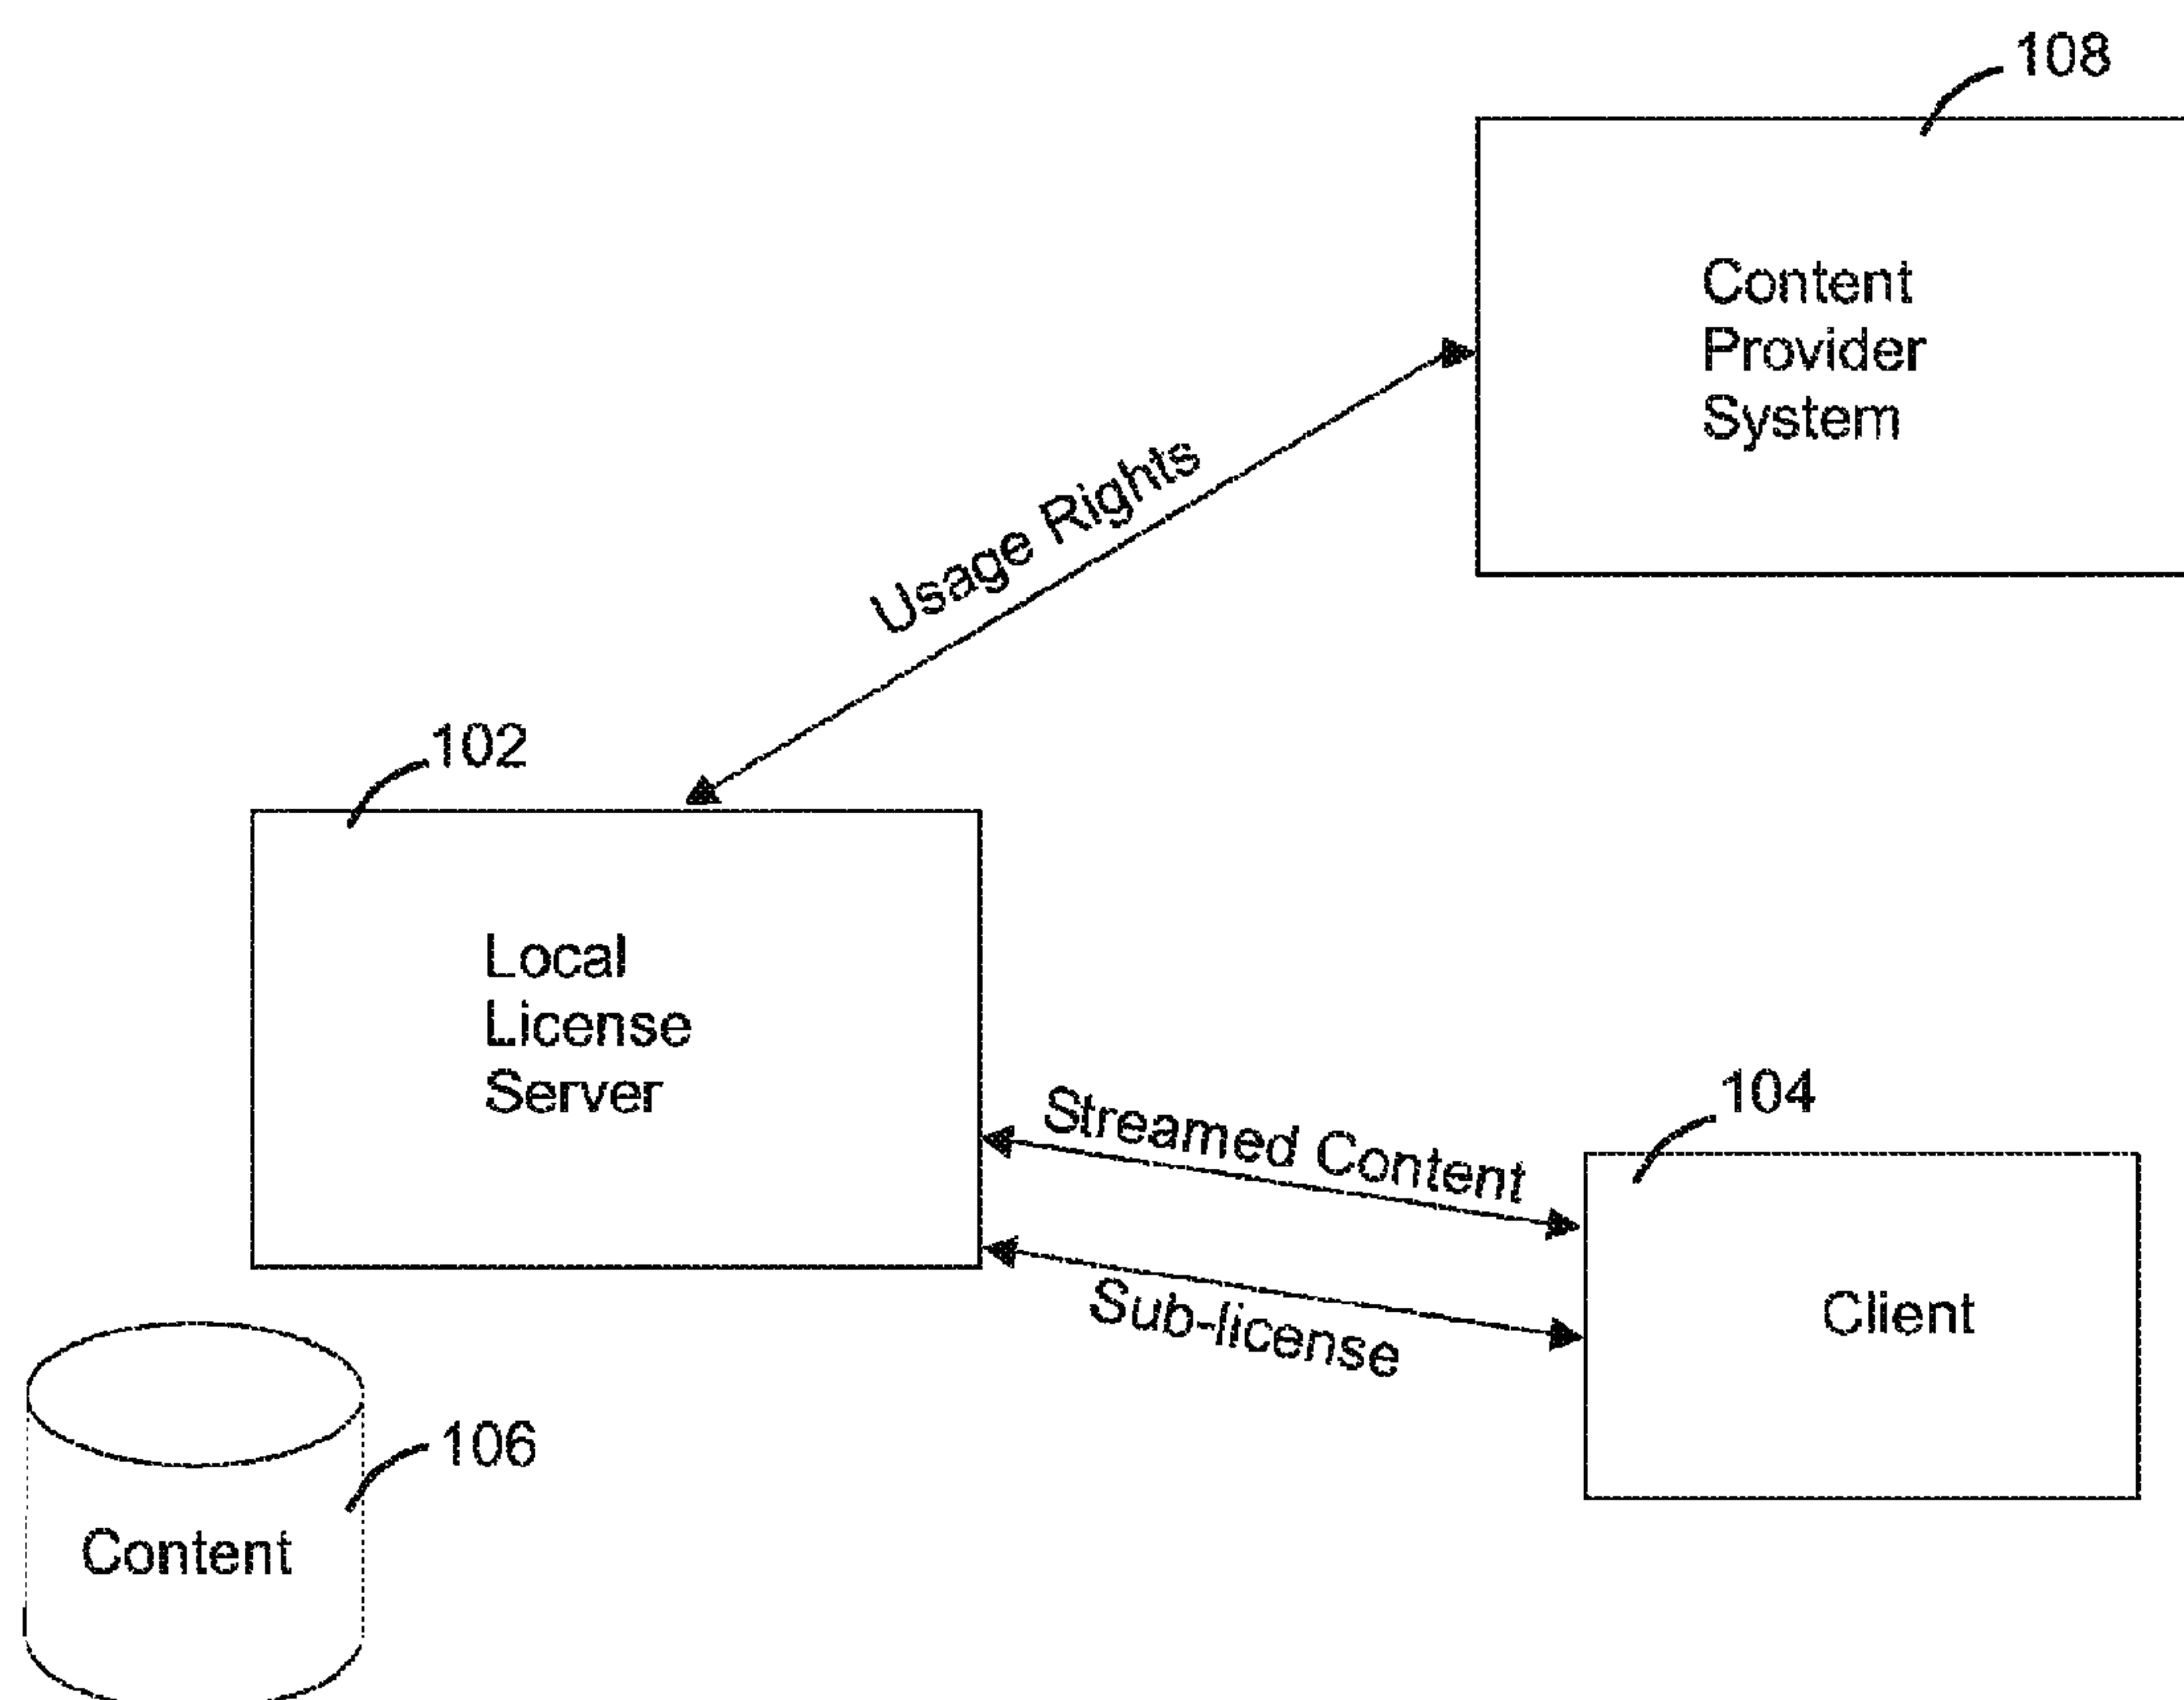 108
Content
Provider
System
Usage Rights
102
Local
License
Server
Streamed Content
104
Sub-license
Client
106
Content